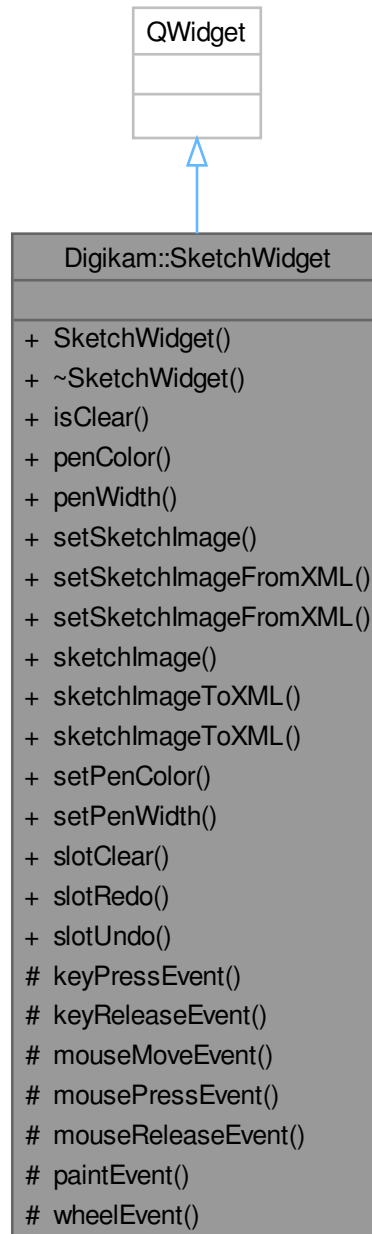 QWidget
Digikam::SketchWidget
+ SketchWidget()
+ ~SketchWidget()
+ isClear()
+ penColor()
+ penWidth()
+ setSketchImage()
+ setSketchImageFromXML()
+ setSketchImageFromXML()
+ sketchImage()
+ sketchImageToXML()
+ sketchImageToXML()
+ setPenColor()
+ setPenWidth()
+ slotClear()
+ slotRedo()
+ slotUndo()
# keyPressEvent()
# keyReleaseEvent()
# mouseMoveEvent()
# mousePressEvent()
# mouseReleaseEvent()
# paintEvent()
# wheelEvent()